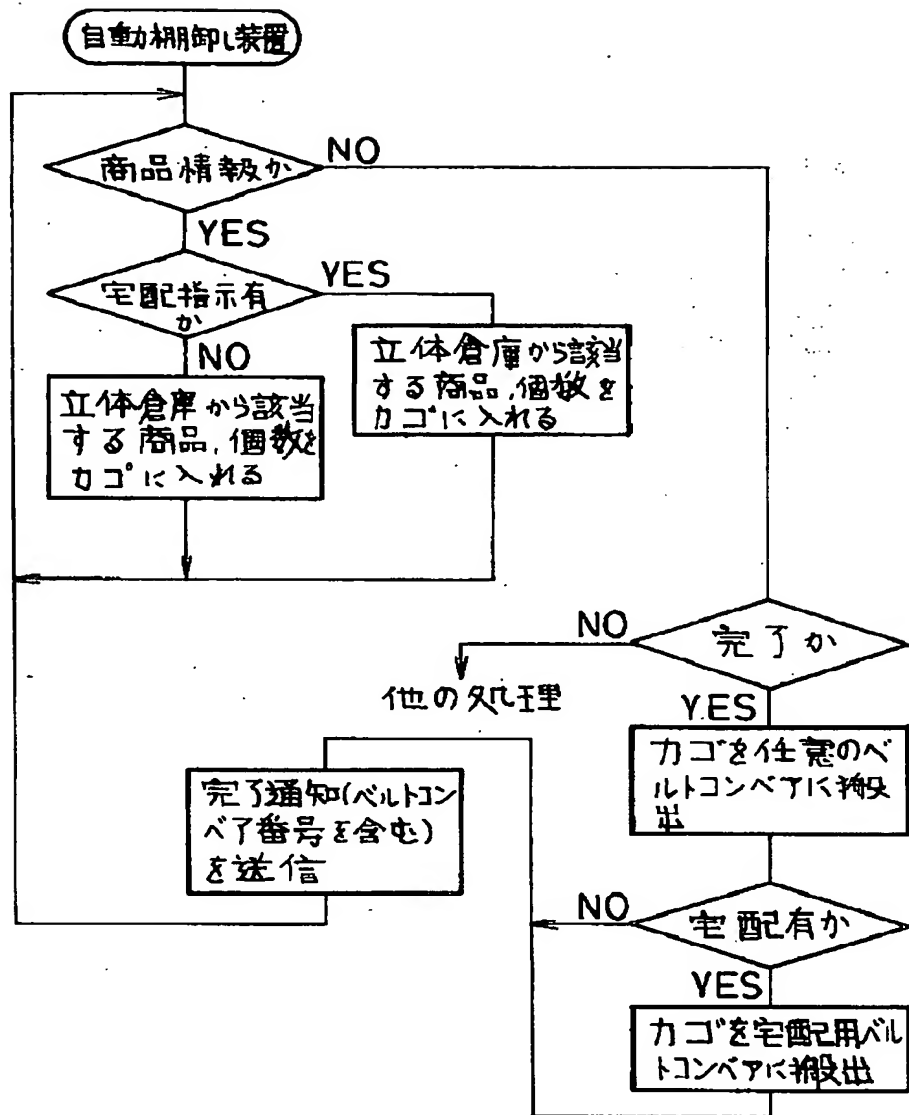 自動棚卸し装置
商品情報か
NO
YES
宅配指示有
か
YES
NO
立体倉庫から該当
する商品,個数を
カゴに入れる
立体倉庫から該当
する商品,個数を
カゴに入れる
完了か
NO
他の処理
YES
カゴを任意のベ
ルトコンベアに搬
出
完了通知(ベルトコン
ベア番号を含む)
を送信
宅配有か
NO
YES
カゴを宅配用ベル
トコンベアに搬出